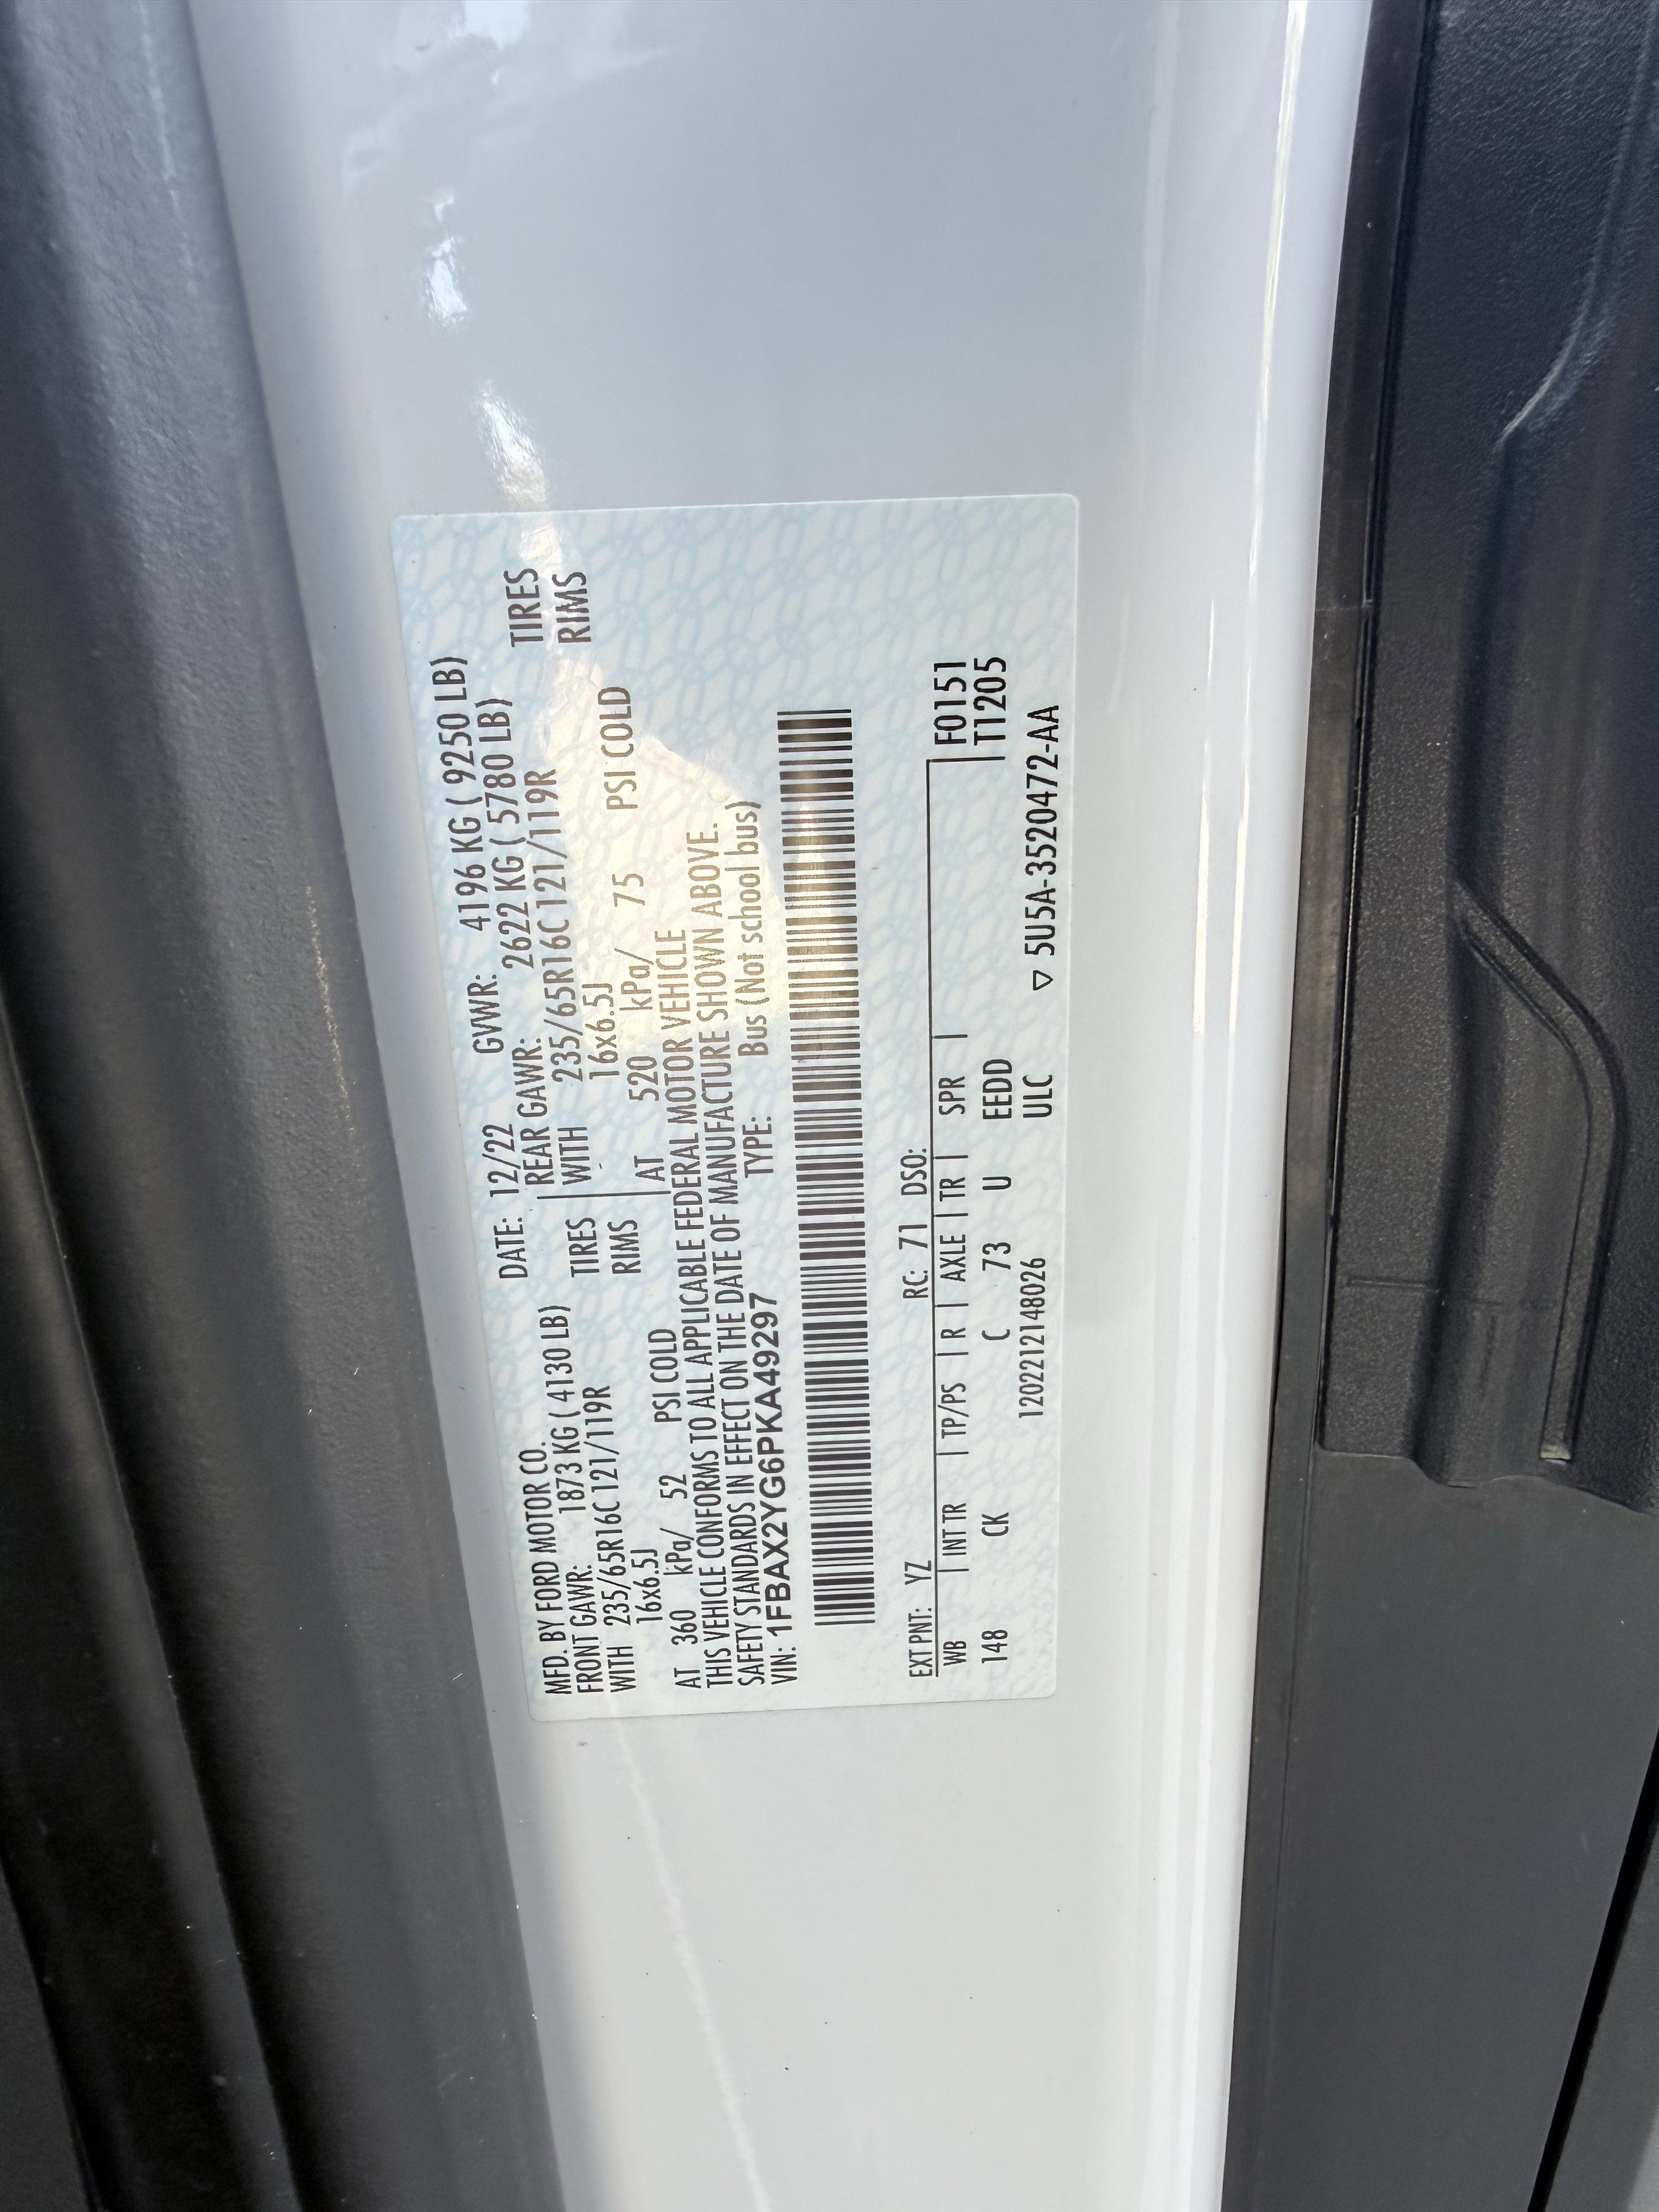 MFD. BY FORD MOTOR CO. DATE: 12/22 GVWR: 4196 KG ( 9250 LB)
FRONT GAWR: 1873 KG ( 4130 LB) REAR GAWR: 2622 KG ( 5780 LB)
WITH 235/65R16C 121/119R TIRES WITH 235/65R16C 121/119R TIRES
16x6.5J RIMS 16x6.5J RIMS
AT 360 kPa/ 52 PSI COLD AT 520 kPa/ 75 PSI COLD
THIS VEHICLE CONFORMS TO ALL APPLICABLE FEDERAL MOTOR VEHICLE
SAFETY STANDARDS IN EFFECT ON THE DATE OF MANUFACTURE SHOWN ABOVE.
VIN: 1FBAX2YG6PKA49297 TYPE: Bus (Not school bus)
EXT PNT: YZ RC: 71 DSO:
WB | INT TR | TP/PS | R | AXLE | TR | SPR | F0151
148 CK C 73 U EEDD T1205
1202212148026 ULC ▽ 5U5A-3520472-AA